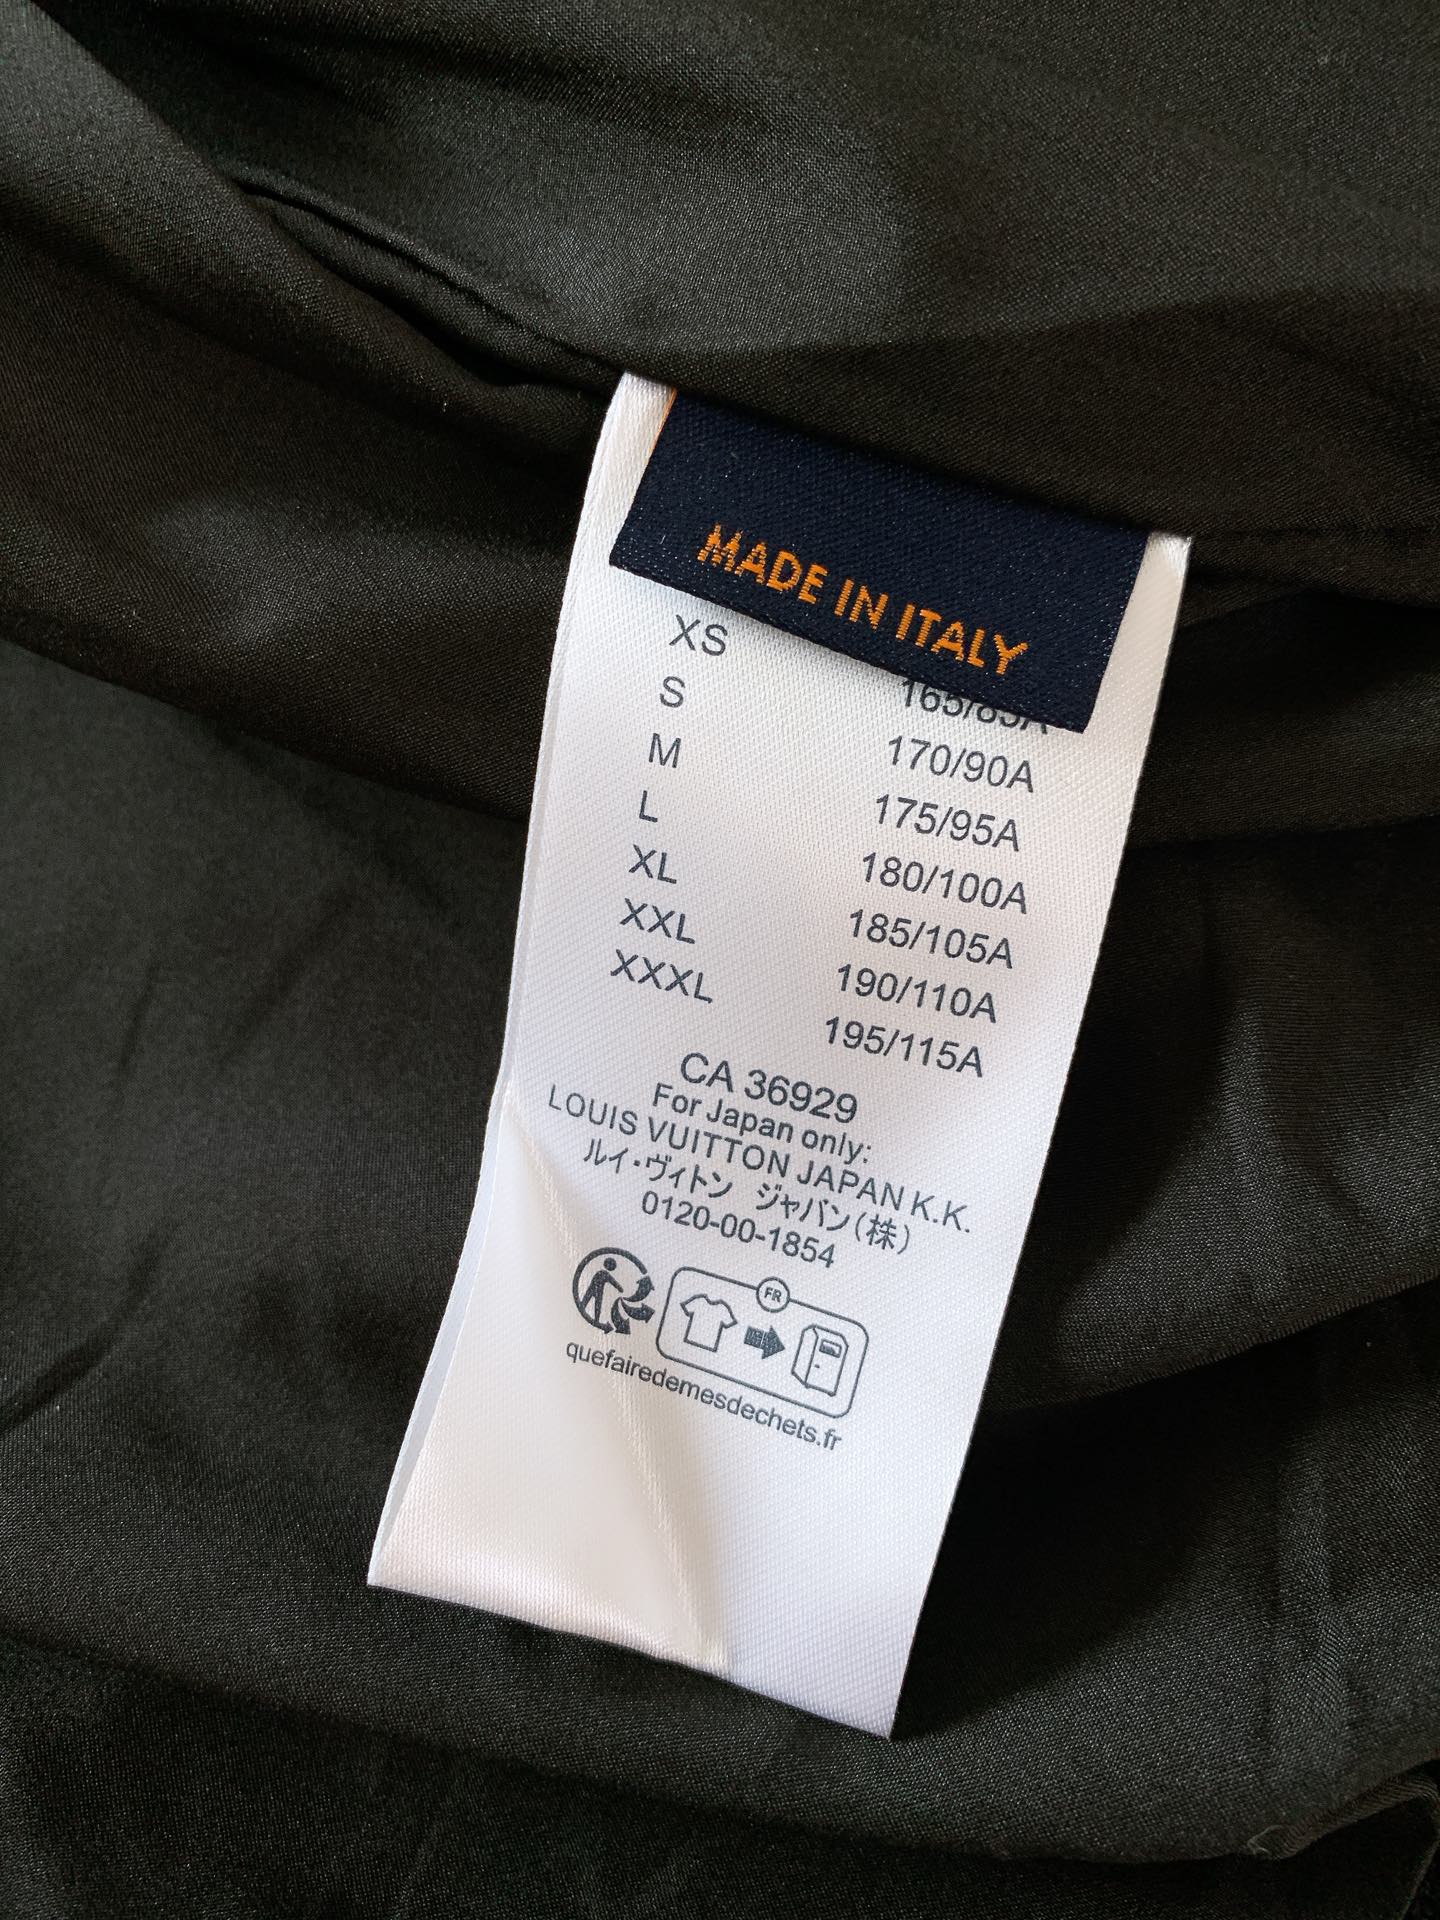 MADE IN ITALY
XS 165/85A
S 170/90A
M 175/95A
L 180/100A
XL 185/105A
XXL 190/110A
XXXL 195/115A
CA 36929
For Japan only:
LOUIS VUITTON JAPAN K.K.
ルイ・ヴィトン ジャパン(株)
0120-00-1854
FR
quefairedemesdechets.fr